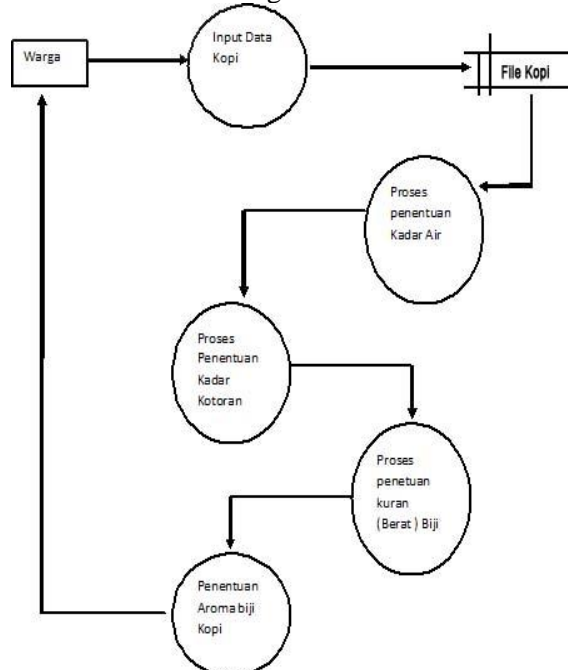 Warga
Input Data
Kopi
File Kopi
Proses
penentuan
Kadar Air
Proses
Penentuan
Kadar
Kotoran
Proses
penetuan
kuran
(Berat ) Biji
Penentuan
Aroma biji
Kopi